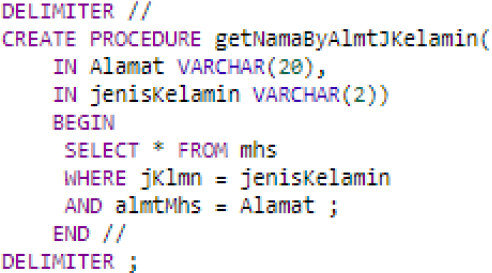 DELIMITER //
CREATE PROCEDURE getNamaByAlmtJKelamin(
IN Alamat VARCHAR(20),
IN jenisKelamin VARCHAR(2))
BEGIN
SELECT * FROM mhs
WHERE jKlmn = jenisKelamin
AND almtMhs = Alamat ;
END //
DELIMITER ;